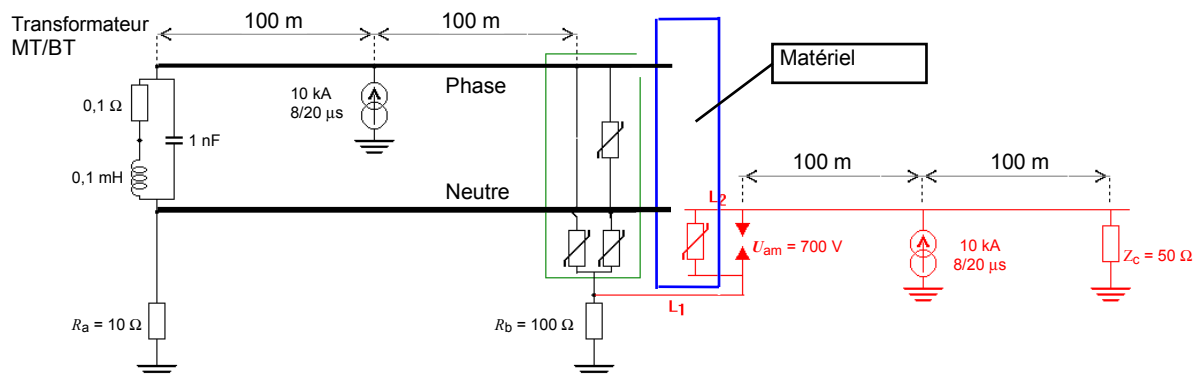 Transformateur
MT/BT
100 m
100 m
Matériel
0,1 Ω
1 nF
0,1 mH
10 kA
8/20 µs
Phase
Neutre
100 m
100 m
L2
Uam = 700 V
10 kA
8/20 µs
Zc = 50 Ω
L1
Ra = 10 Ω
Rb = 100 Ω